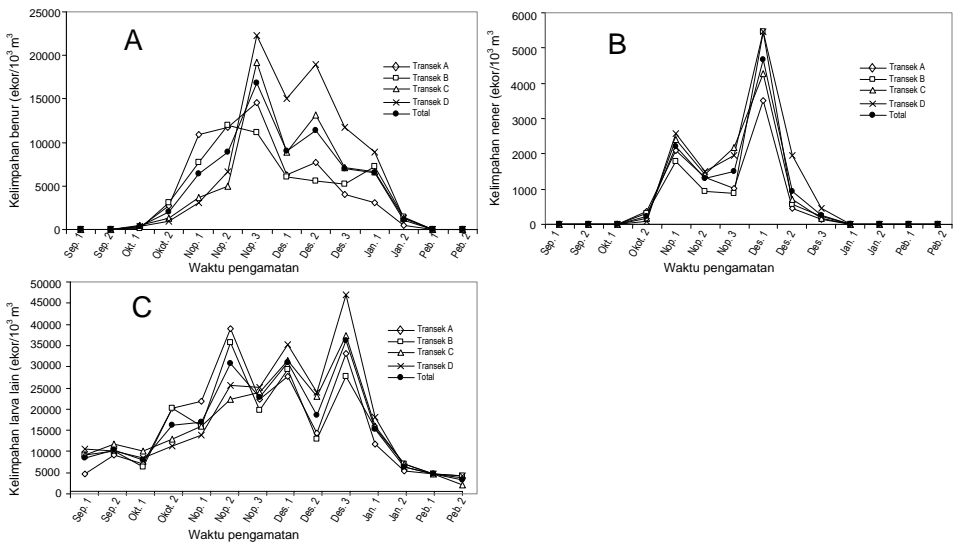 A
Kelimpahan benur (ekor/10³ m³)
25000
20000
15000
10000
5000
0
Transek A
Transek B
Transek C
Transek D
Total
Sep. 1
Sep. 2
Okt. 1
Okot. 2
Nop. 1
Nop. 2
Nop. 3
Des. 1
Des. 2
Des. 3
Jan. 1
Jan. 2
Peb. 1
Peb. 2
Waktu pengamatan
B
Kelimpahan nener (ekor/10³ m³)
6000
5000
4000
3000
2000
1000
0
Transek A
Transek B
Transek C
Transek D
Total
Sep. 1
Sep. 2
Okt. 1
Okot. 2
Nop. 1
Nop. 2
Nop. 3
Des. 1
Des. 2
Des. 3
Jan. 1
Jan. 2
Peb. 1
Peb. 2
Waktu pengamatan
C
Kelimpahan larva lain (ekor/10³ m³
50000
45000
40000
35000
30000
25000
20000
15000
10000
5000
0
Transek A
Transek B
Transek C
Transek D
Total
Sep. 1
Sep. 2
Okt. 1
Okot. 2
Nop. 1
Nop. 2
Nop. 3
Des. 1
Des. 2
Des. 3
Jan. 1
Jan. 2
Peb. 1
Peb. 2
Waktu pengamatan